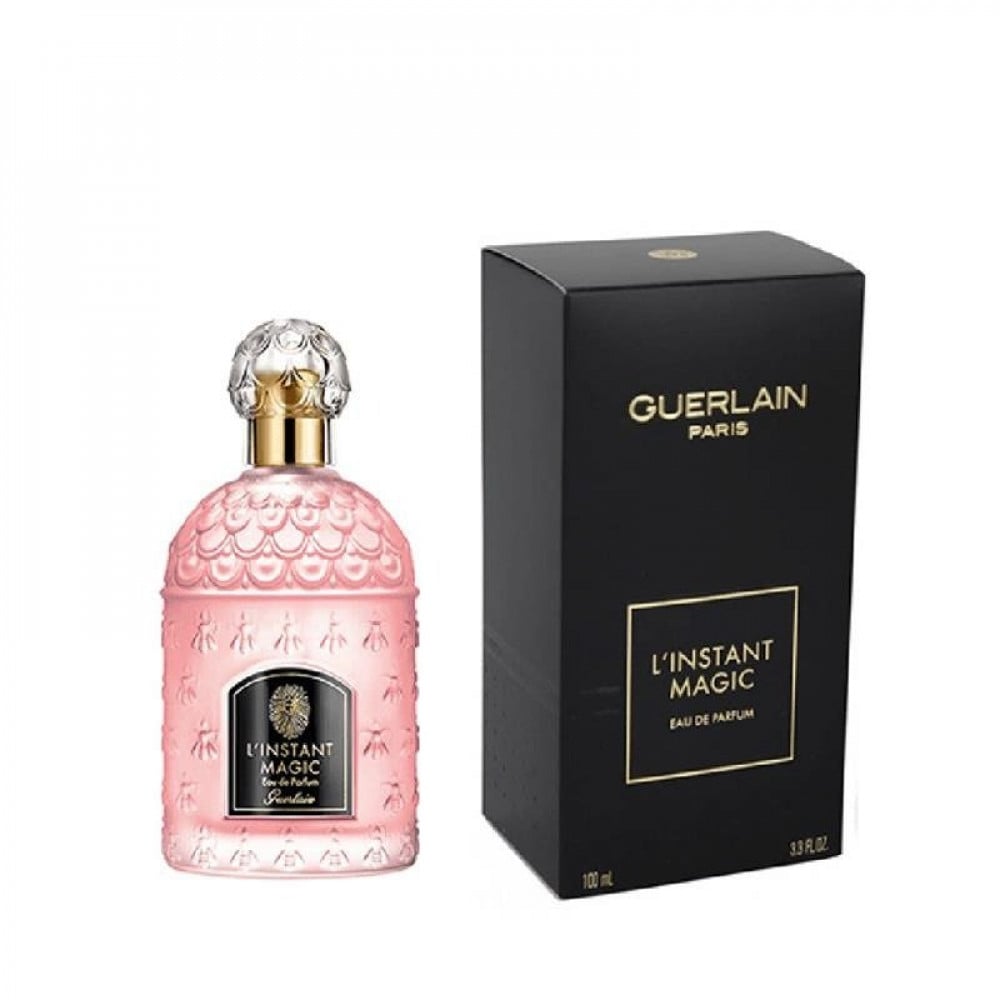 L'INSTANT
MAGIC
Eau de Parfum
Guerlain
GUERLAIN
PARIS
L'INSTANT
MAGIC
EAU DE PARFUM
100 mL
3.3 FL.OZ.